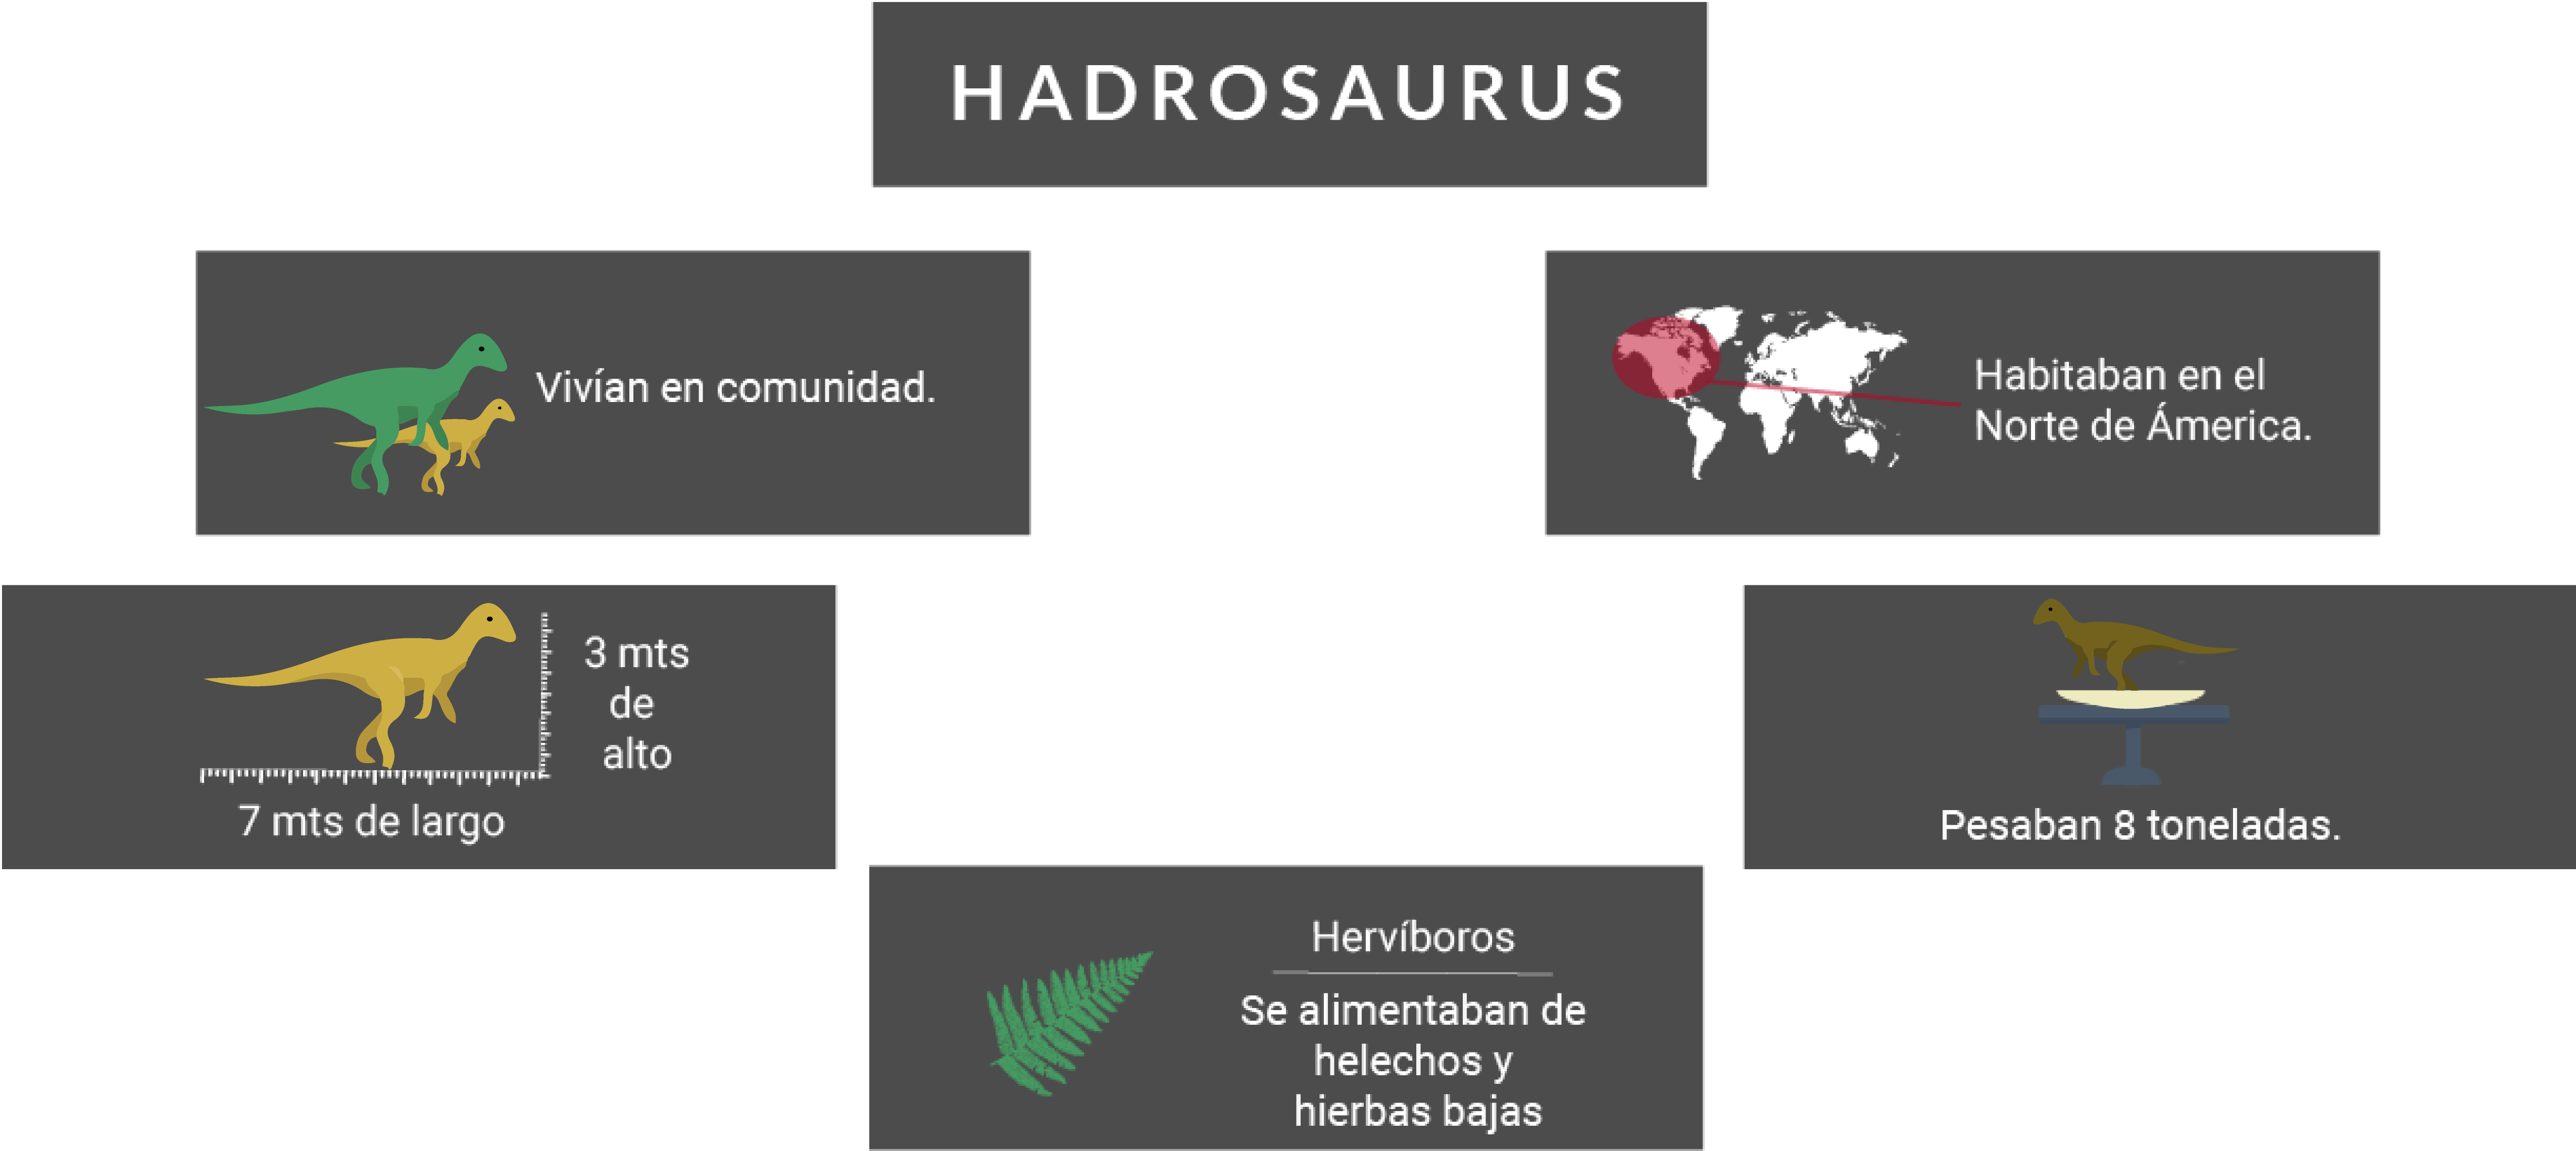 HADROSAURUS
Vivían en comunidad.
Habitaban en el
Norte de Ámerica.
3 mts
de
alto
7 mts de largo
Pesaban 8 toneladas.
Hervíboros
Se alimentaban de
helechos y
hierbas bajas